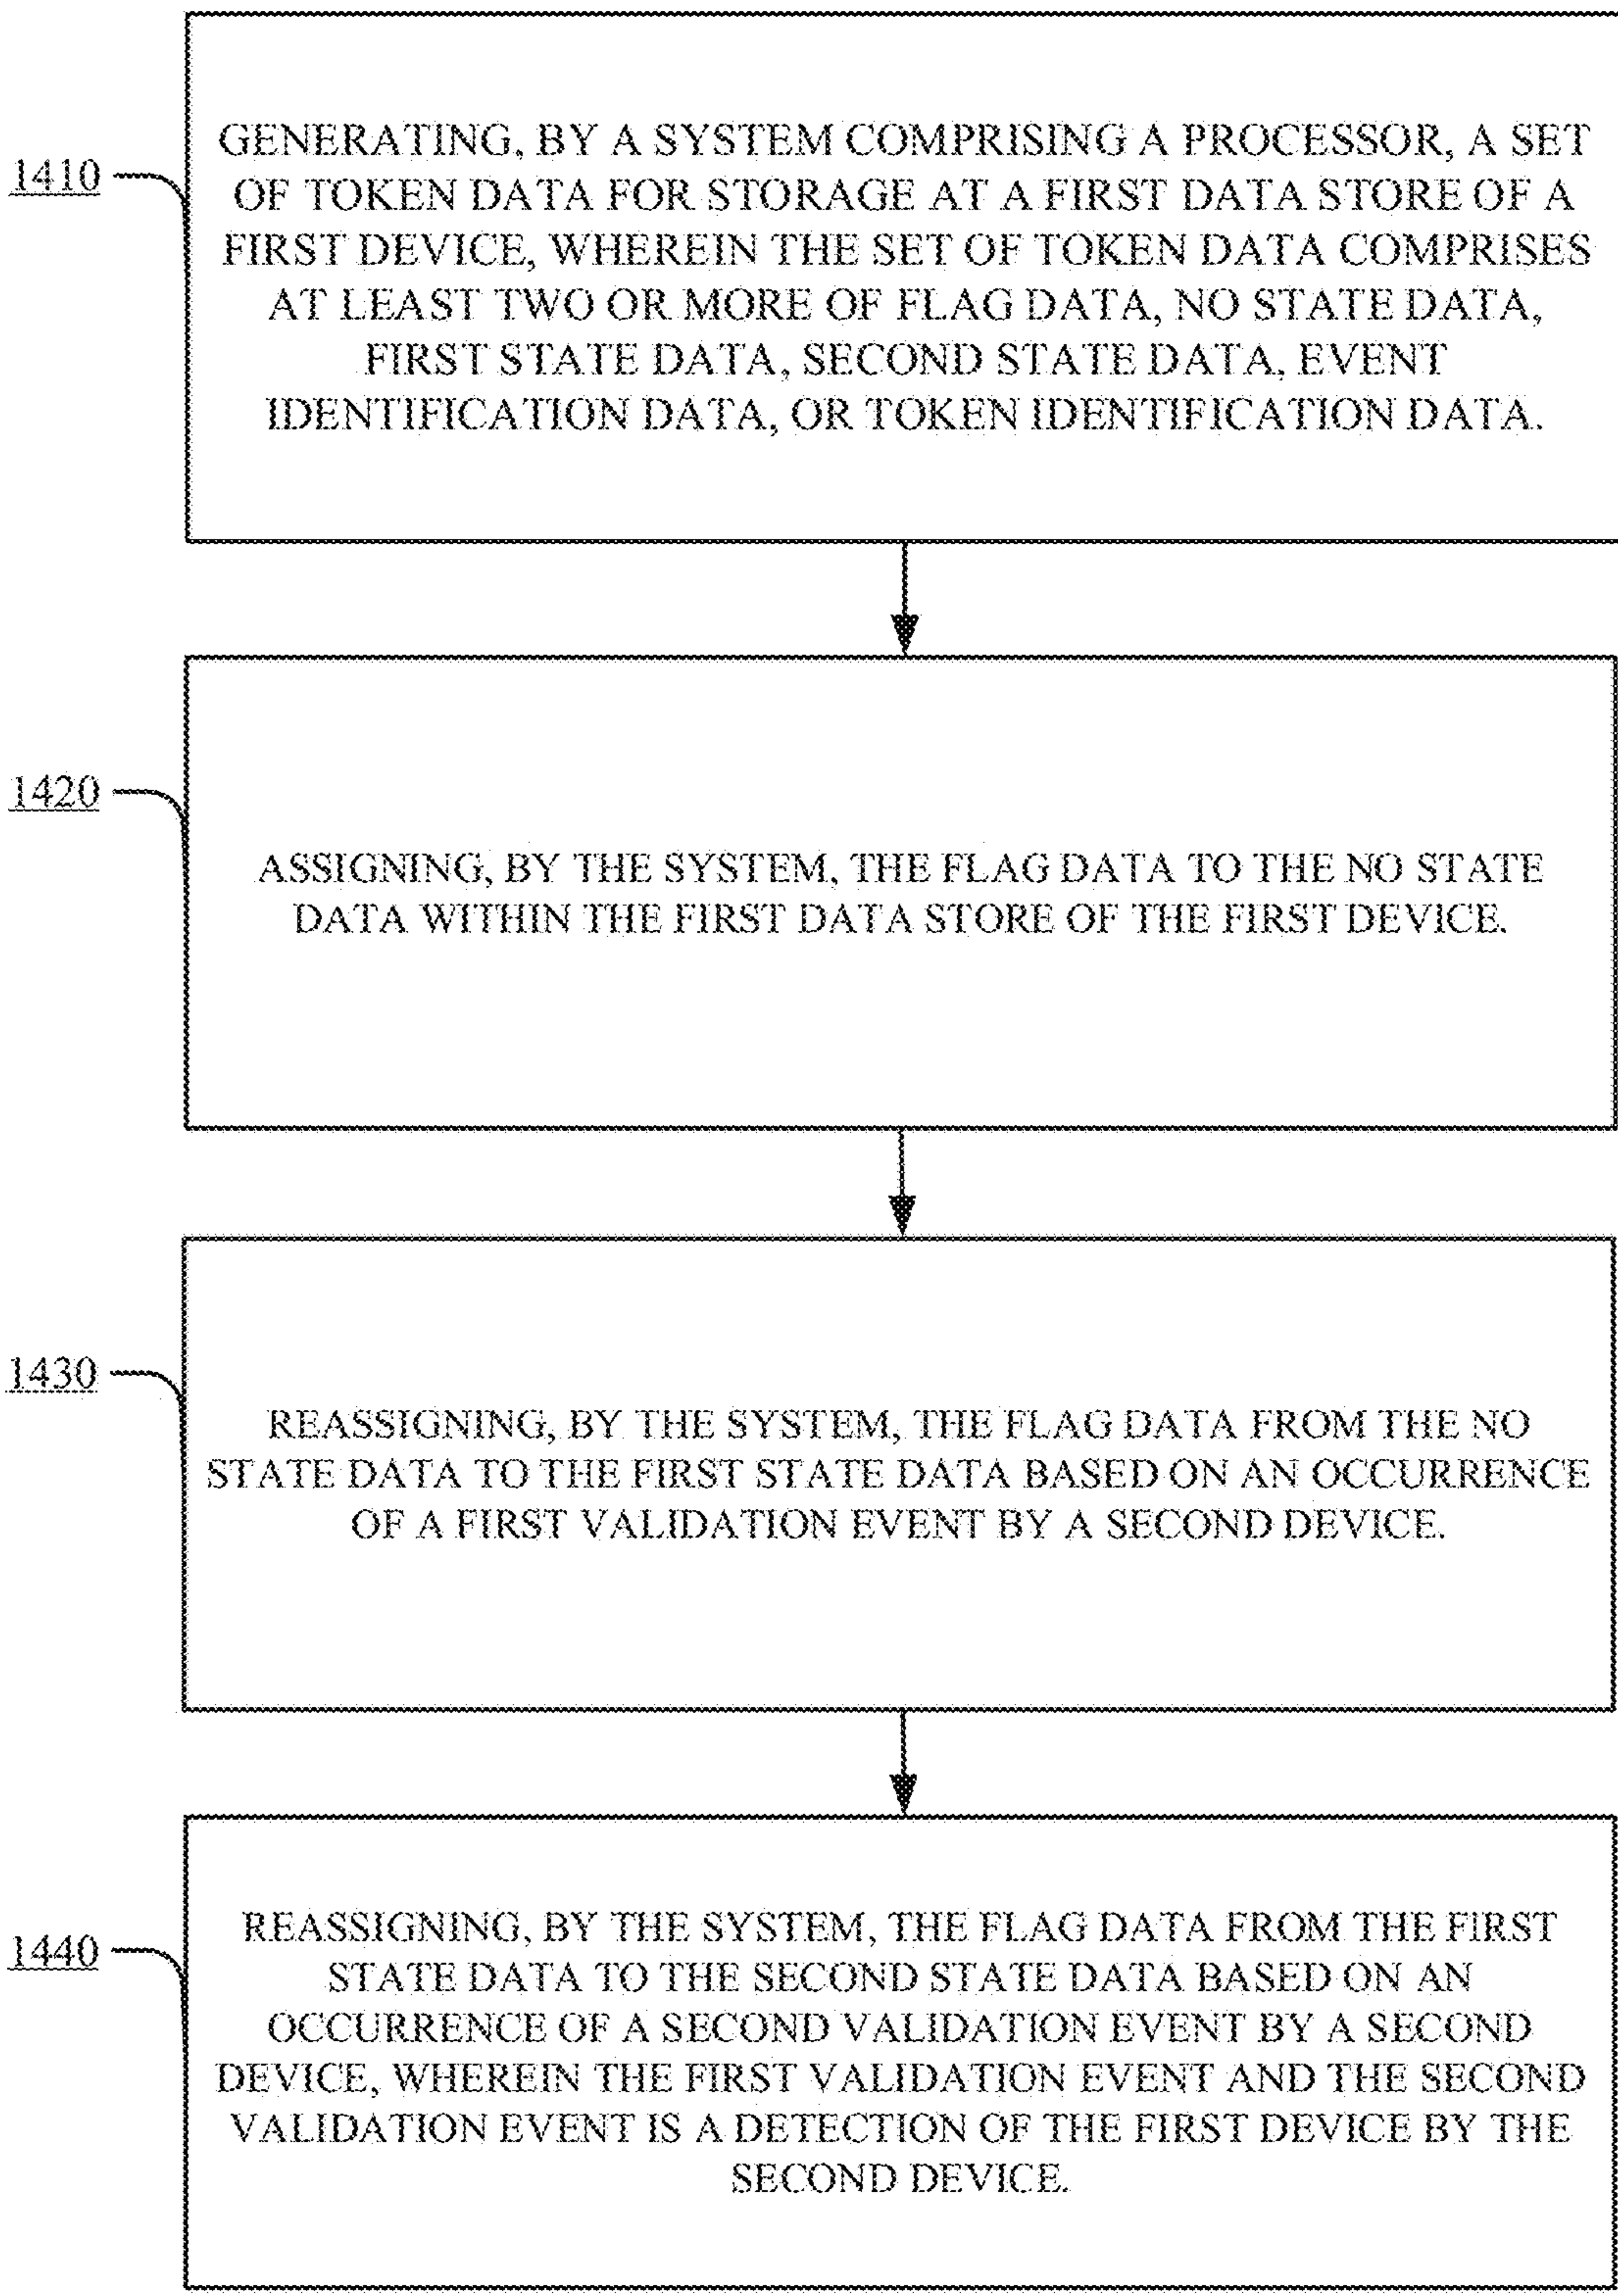 1410
GENERATING, BY A SYSTEM COMPRISING A PROCESSOR, A SET
OF TOKEN DATA FOR STORAGE AT A FIRST DATA STORE OF A
FIRST DEVICE, WHEREIN THE SET OF TOKEN DATA COMPRISES
AT LEAST TWO OR MORE OF FLAG DATA, NO STATE DATA,
FIRST STATE DATA, SECOND STATE DATA, EVENT
IDENTIFICATION DATA, OR TOKEN IDENTIFICATION DATA.
1420
ASSIGNING, BY THE SYSTEM, THE FLAG DATA TO THE NO STATE
DATA WITHIN THE FIRST DATA STORE OF THE FIRST DEVICE.
1430
REASSIGNING, BY THE SYSTEM, THE FLAG DATA FROM THE NO
STATE DATA TO THE FIRST STATE DATA BASED ON AN OCCURRENCE
OF A FIRST VALIDATION EVENT BY A SECOND DEVICE.
1440
REASSIGNING, BY THE SYSTEM, THE FLAG DATA FROM THE FIRST
STATE DATA TO THE SECOND STATE DATA BASED ON AN
OCCURRENCE OF A SECOND VALIDATION EVENT BY A SECOND
DEVICE, WHEREIN THE FIRST VALIDATION EVENT AND THE SECOND
VALIDATION EVENT IS A DETECTION OF THE FIRST DEVICE BY THE
SECOND DEVICE.